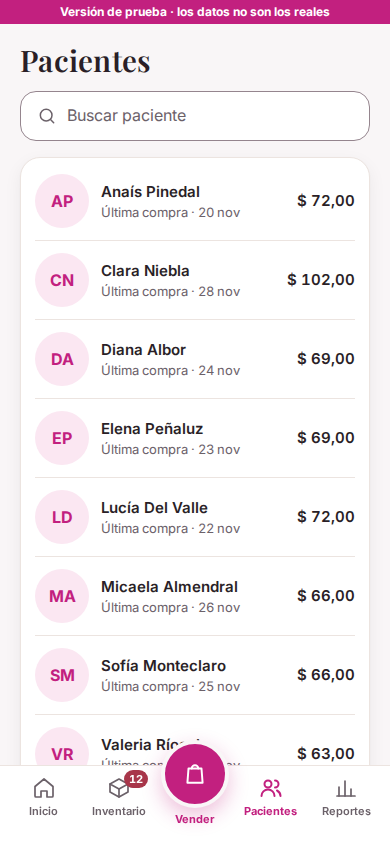 Versión de prueba · los datos no son los reales
Pacientes
Buscar paciente
AP
Anaís Pinedal
Última compra · 20 nov
$ 72,00
CN
Clara Niebla
Última compra · 28 nov
$ 102,00
DA
Diana Albor
Última compra · 24 nov
$ 69,00
EP
Elena Peñaluz
Última compra · 23 nov
$ 69,00
LD
Lucía Del Valle
Última compra · 22 nov
$ 72,00
MA
Micaela Almendral
Última compra · 26 nov
$ 66,00
SM
Sofía Monteclaro
Última compra · 25 nov
$ 66,00
VR
Valeria
$ 63,00
12
Inicio
Inventario
Vender
Pacientes
Reportes